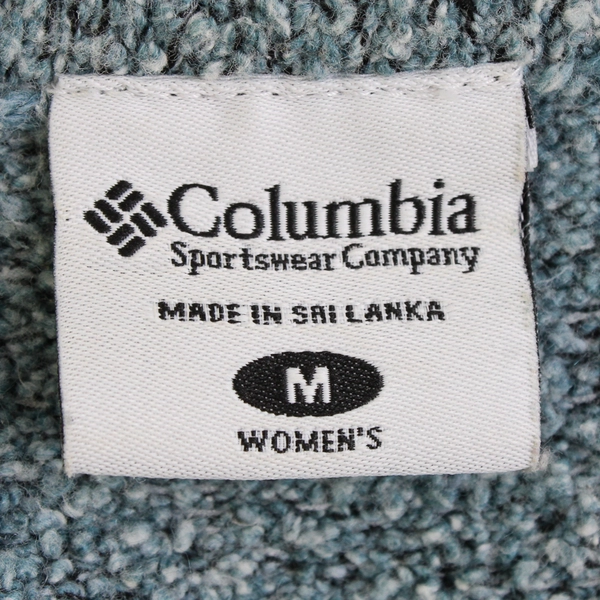 Columbia
Sportswear Company
MADE IN SRI LANKA
M
WOMEN'S